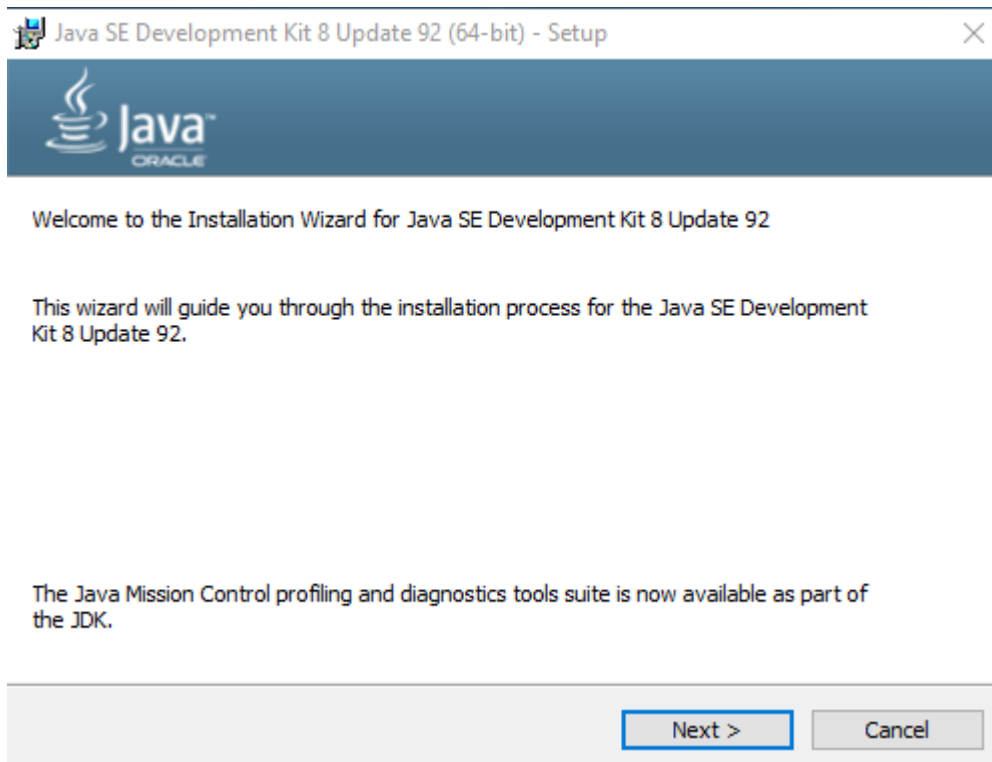 Java SE Development Kit 8 Update 92 (64-bit) - Setup
Java™
ORACLE
Welcome to the Installation Wizard for Java SE Development Kit 8 Update 92
This wizard will guide you through the installation process for the Java SE Development
Kit 8 Update 92.
The Java Mission Control profiling and diagnostics tools suite is now available as part of
the JDK.
Next >
Cancel